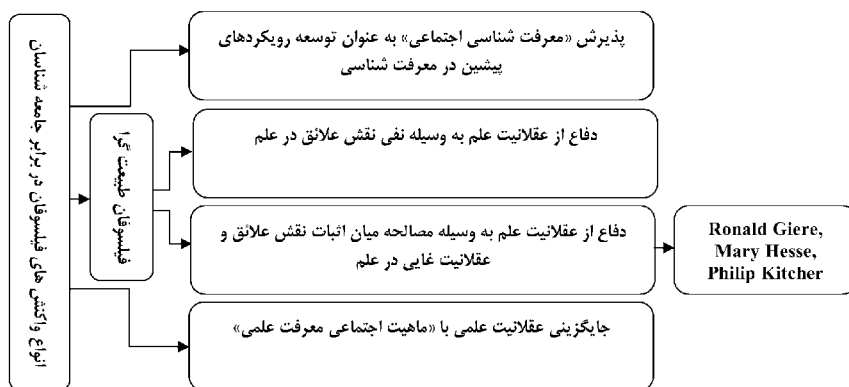 انواع واکنش های فیلسوفان در برابر جامعه شناسان
پذیرش «معرفت شناسی اجتماعی» به عنوان توسعه رویکردهای
پیشین در معرفت شناسی
فیلسوفان طبیعت گرا
دفاع از عقلانیت علم به وسیله نفی نقش علائق در علم
دفاع از عقلانیت علم به وسیله مصالحه میان اثبات نقش علائق و
عقلانیت غایی در علم
Ronald Giere,
Mary Hesse,
Philip Kitcher
جایگزینی عقلانیت علمی با «ماهیت اجتماعی معرفت علمی»